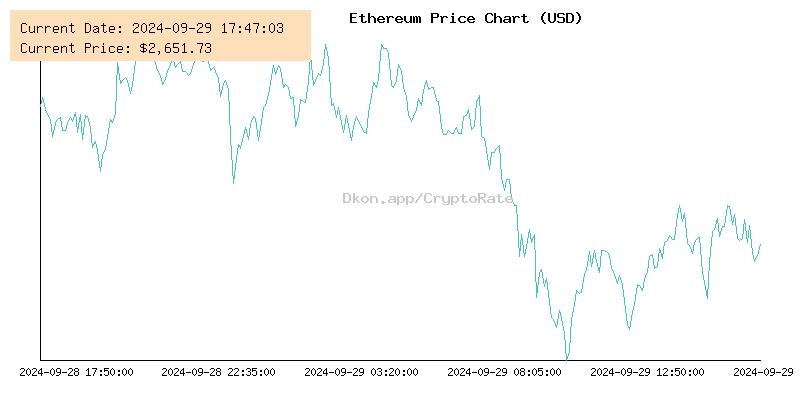 Ethereum Price Chart (USD)
Current Date: 2024-09-29 17:47:03
Current Price: $2,651.73
Dkon.app/CryptoRate
2024-09-28 17:50:00
2024-09-28 22:35:00
2024-09-29 03:20:00
2024-09-29 08:05:00
2024-09-29 12:50:00
2024-09-29